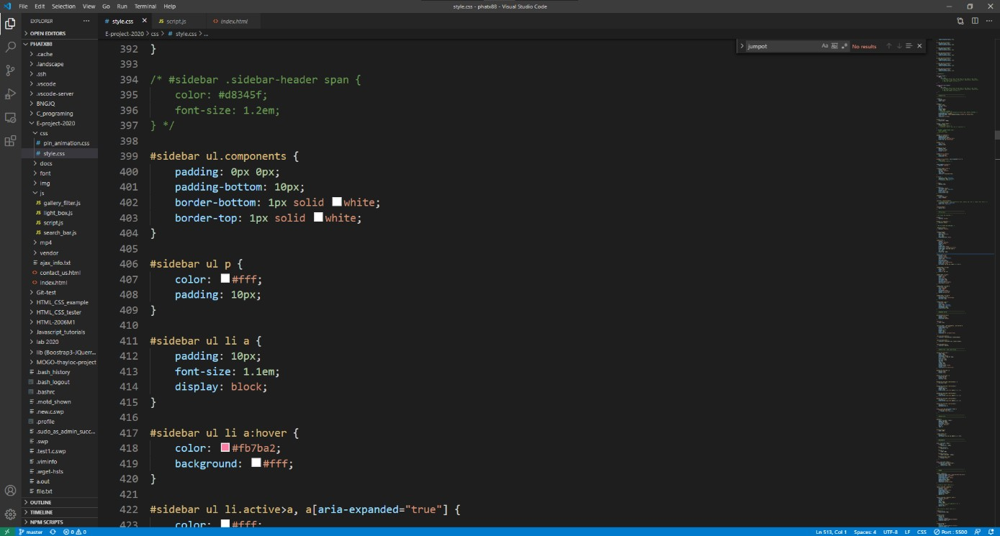 File Edit Selection View Go Run Terminal Help
style.css - phatx88 - Visual Studio Code
EXPLORER
# style.css
JS script.js
index.html
OPEN EDITORS
E-project-2020 > css > # style.css > ...
PHATX88
jumpot
Aa
No results
.cache
.landscape
.ssh
.vscode
.vscode-server
BNGJQ
C_programing
E-project-2020
css
# pin_animation.css
# style.css
docs
font
img
js
JS gallery_filter.js
JS light_box.js
JS script.js
JS search_bar.js
mp4
vendor
ajax_info.txt
contact_us.html
index.html
Git-test
HTML_CSS_example
HTML_CSS_tester
HTML-2006M1
Javascript_tutorials
lab 2020
lib (Boostrap3-JQuerr...
MOGO-thayloc-project
.bash_history
.bash_logout
.bashrc
.motd_shown
.new.c.swp
.profile
.sudo_as_admin_succ...
.swp
.test1.c.swp
.viminfo
.wget-hsts
a.out
file.txt
OUTLINE
TIMELINE
NPM SCRIPTS
392 }
393
394 /* #sidebar .sidebar-header span {
395 color: #d8345f;
396 font-size: 1.2em;
397 } */
398
399 #sidebar ul.components {
400 padding: 0px 0px;
401 padding-bottom: 10px;
402 border-bottom: 1px solid white;
403 border-top: 1px solid white;
404 }
405
406 #sidebar ul p {
407 color: #fff;
408 padding: 10px;
409 }
410
411 #sidebar ul li a {
412 padding: 10px;
413 font-size: 1.1em;
414 display: block;
415 }
416
417 #sidebar ul li a:hover {
418 color: #fb7ba2;
419 background: #fff;
420 }
421
422 #sidebar ul li.active>a, a[aria-expanded="true"] {
423 color: #fff;
master 0 0
Ln 513, Col 1 Spaces: 4 UTF-8 LF CSS Port : 5500